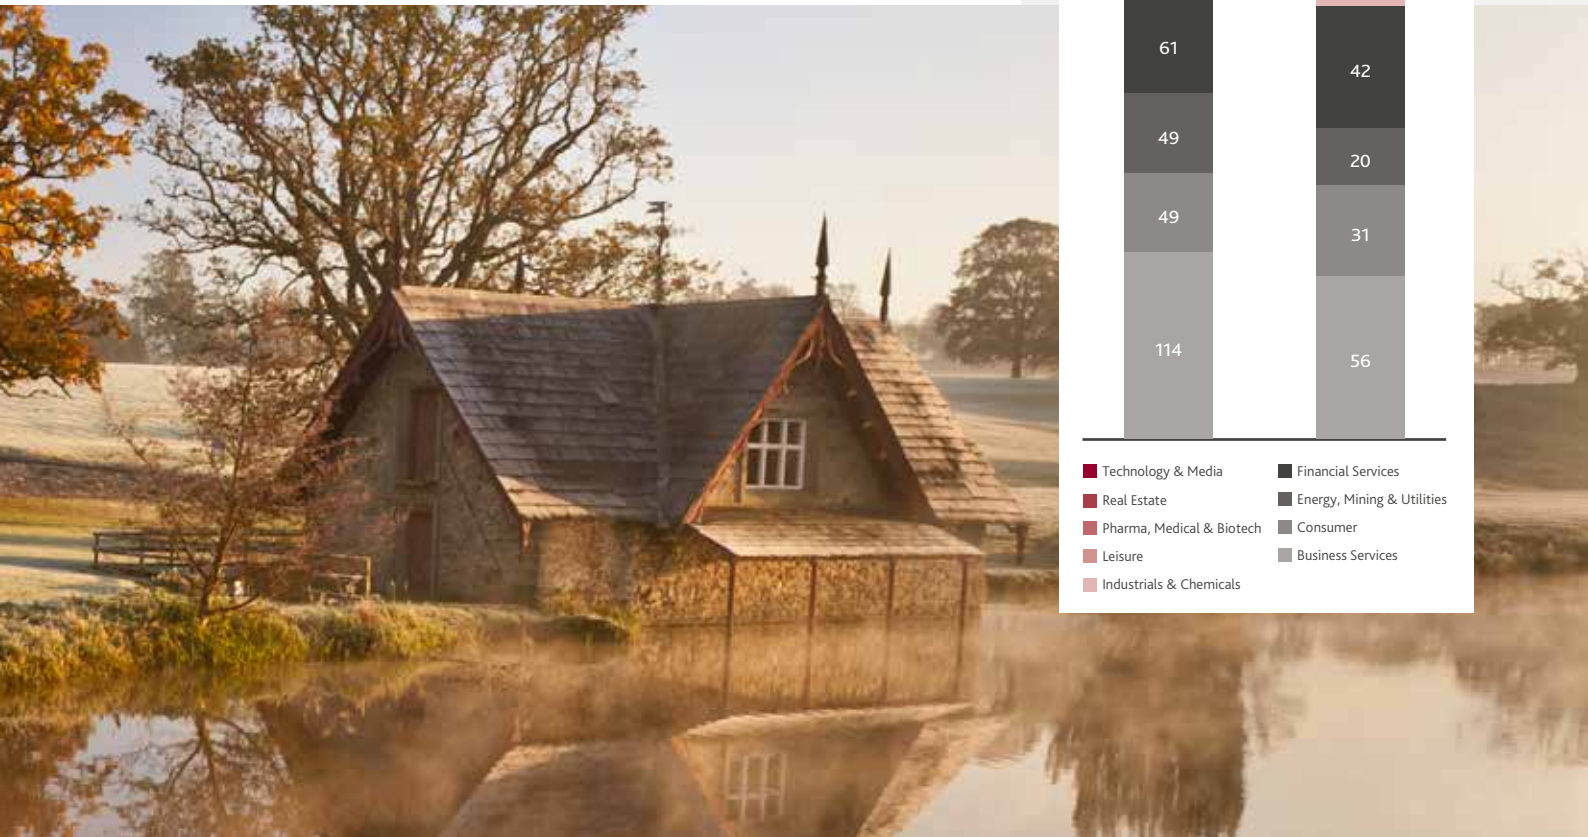 61
42
49
20
49
31
114
56
Technology & Media
Financial Services
Real Estate
Energy, Mining & Utilities
Pharma, Medical & Biotech
Consumer
Leisure
Business Services
Industrials & Chemicals